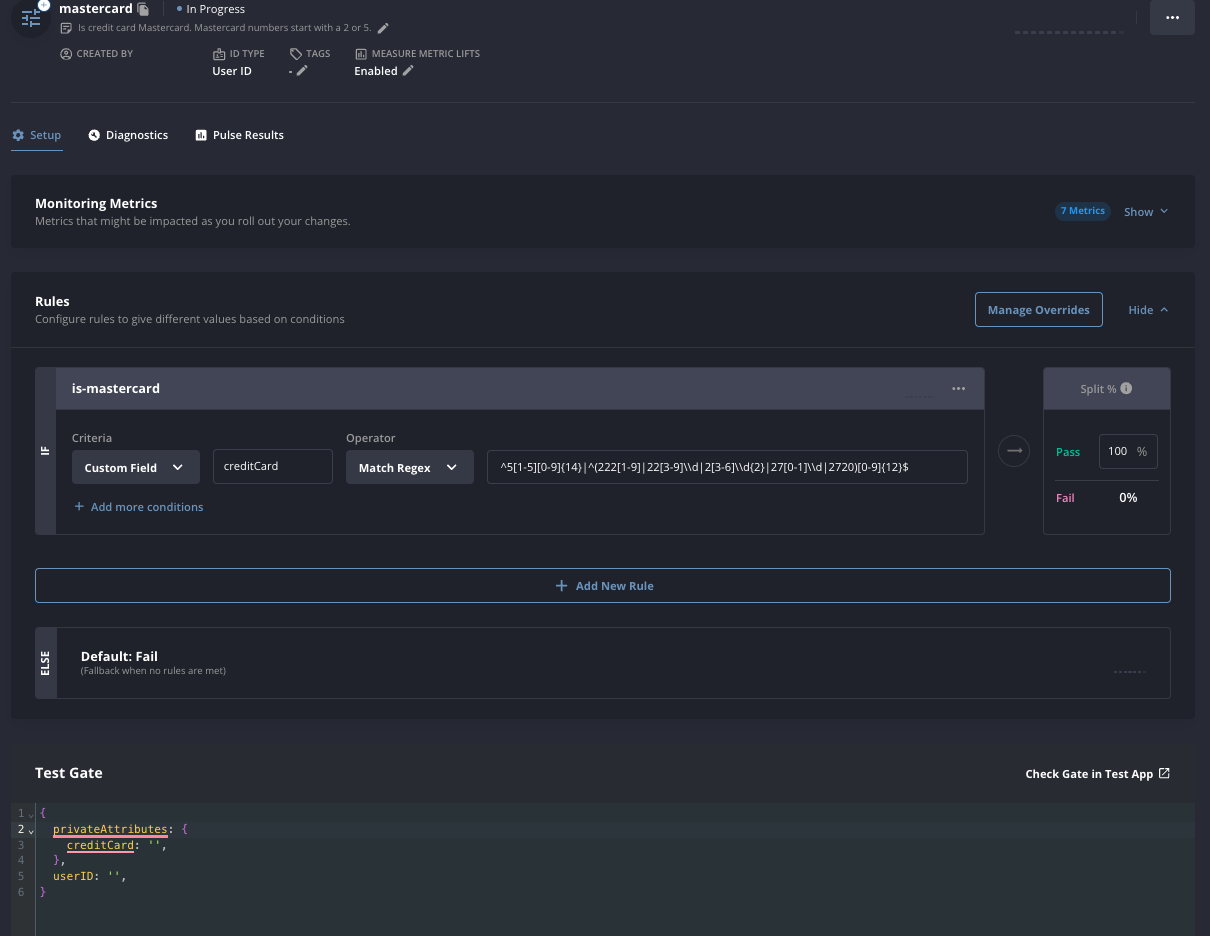 mastercard
In Progress
Is credit card Mastercard. Mastercard numbers start with a 2 or 5.
CREATED BY
ID TYPE
TAGS
MEASURE METRIC LIFTS
User ID
-
Enabled
Setup
Diagnostics
Pulse Results
Monitoring Metrics
Metrics that might be impacted as you roll out your changes.
7 Metrics
Show
Rules
Configure rules to give different values based on conditions
Manage Overrides
Hide
IF
is-mastercard
Split %
Criteria
Operator
Custom Field
creditCard
Match Regex
^5[1-5][0-9]{14}|^(222[1-9]|22[3-9]\\d|2[3-6]\\d{2}|27[0-1]\\d|2720)[0-9]{12}$
Pass
100 %
Fail
0%
+ Add more conditions
+ Add New Rule
ELSE
Default: Fail
(Fallback when no rules are met)
Test Gate
Check Gate in Test App
1 {
2 privateAttributes: {
3 creditCard: '',
4 },
5 userID: '',
6 }